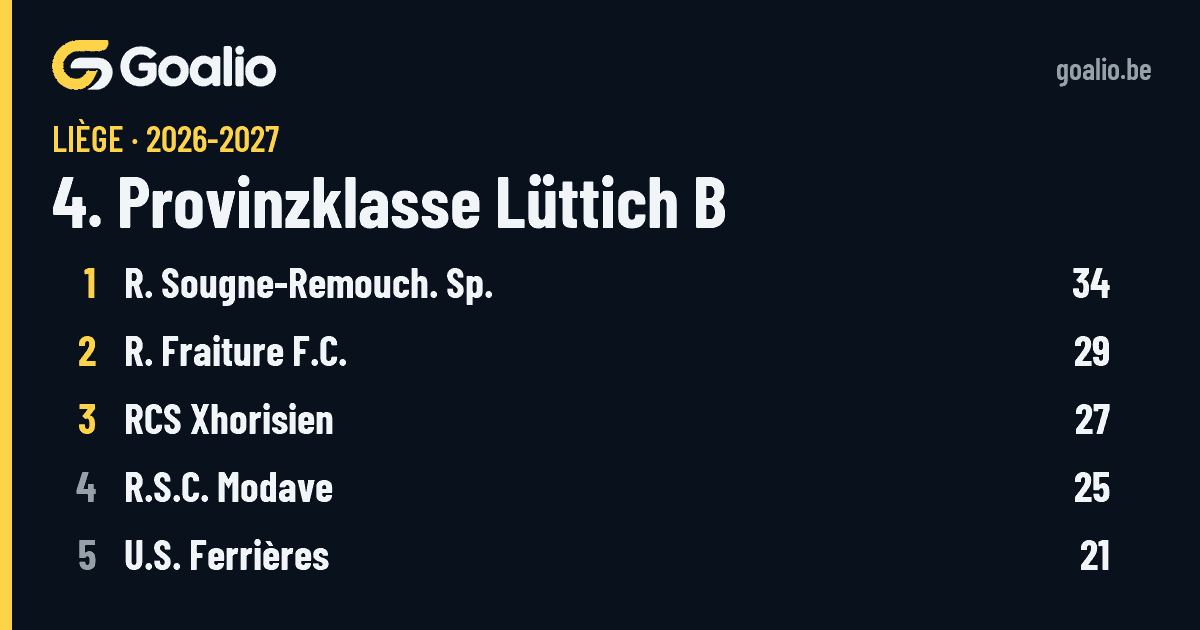 Goalio
goalio.be
LIÈGE · 2026-2027
4. Provinzklasse Lüttich B
1 R. Sougne-Remouch. Sp. 34
2 R. Fraiture F.C. 29
3 RCS Xhorisien 27
4 R.S.C. Modave 25
5 U.S. Ferrières 21